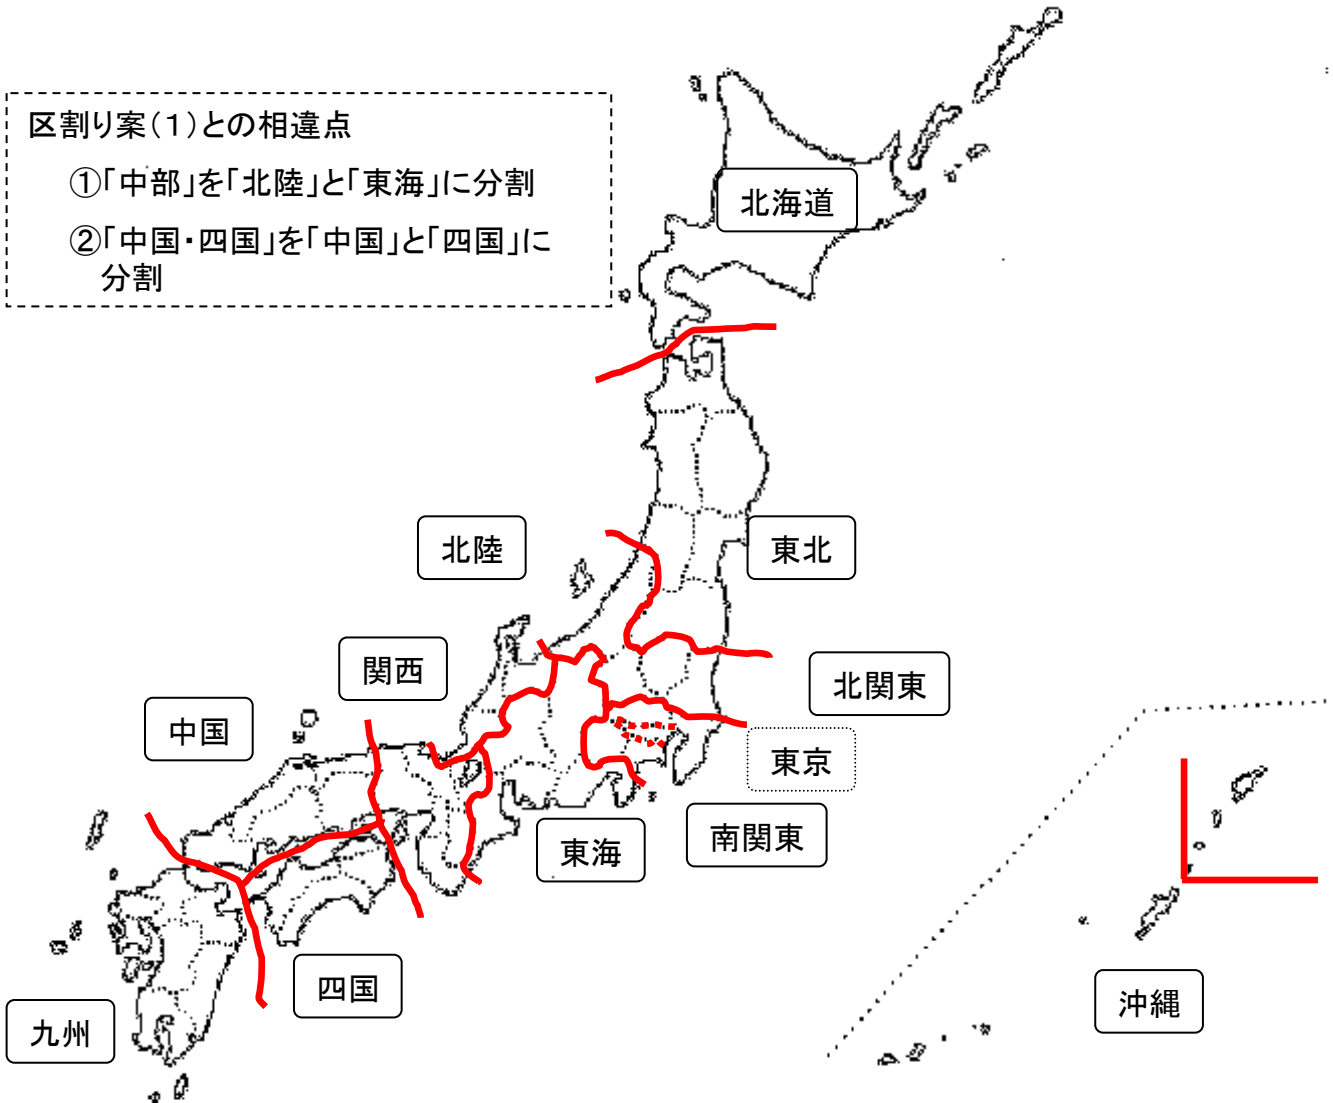 区割り案(1)との相違点
①「中部」を「北陸」と「東海」に分割
②「中国・四国」を「中国」と「四国」に
分割
北海道
北陸
東北
関西
北関東
中国
東京
南関東
東海
四国
沖縄
九州